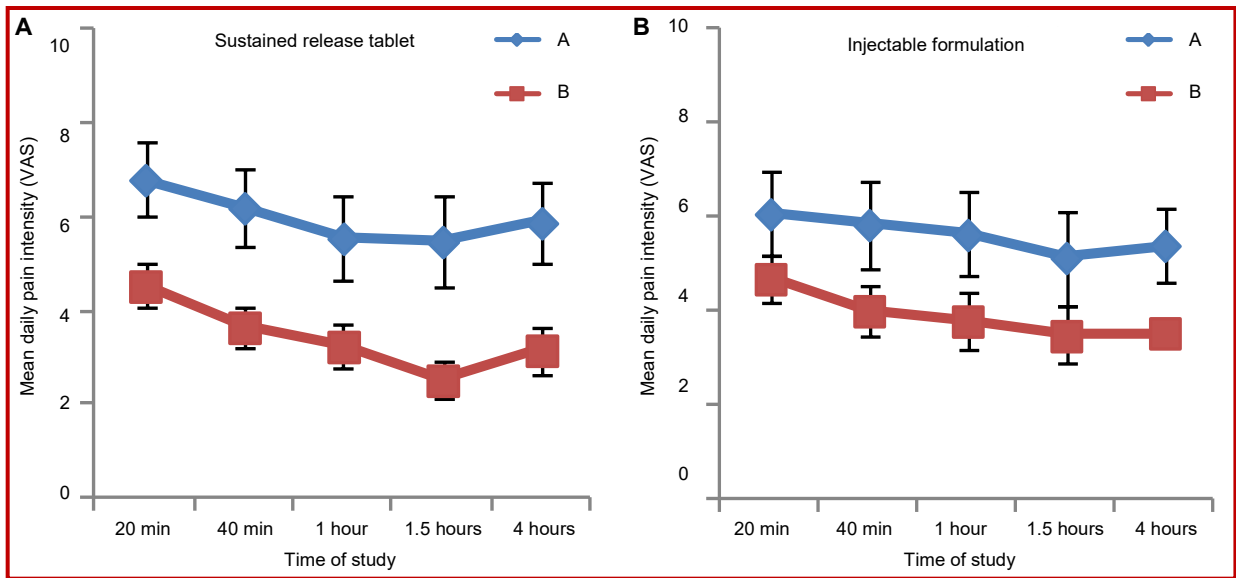 A
Sustained release tablet
A
B
10
8
6
4
2
0
Mean daily pain intensity (VAS)
20 min 40 min 1 hour 1.5 hours 4 hours
Time of study
B
Injectable formulation
A
B
10
8
6
4
2
0
Mean daily pain intensity (VAS)
20 min 40 min 1 hour 1.5 hours 4 hours
Time of study